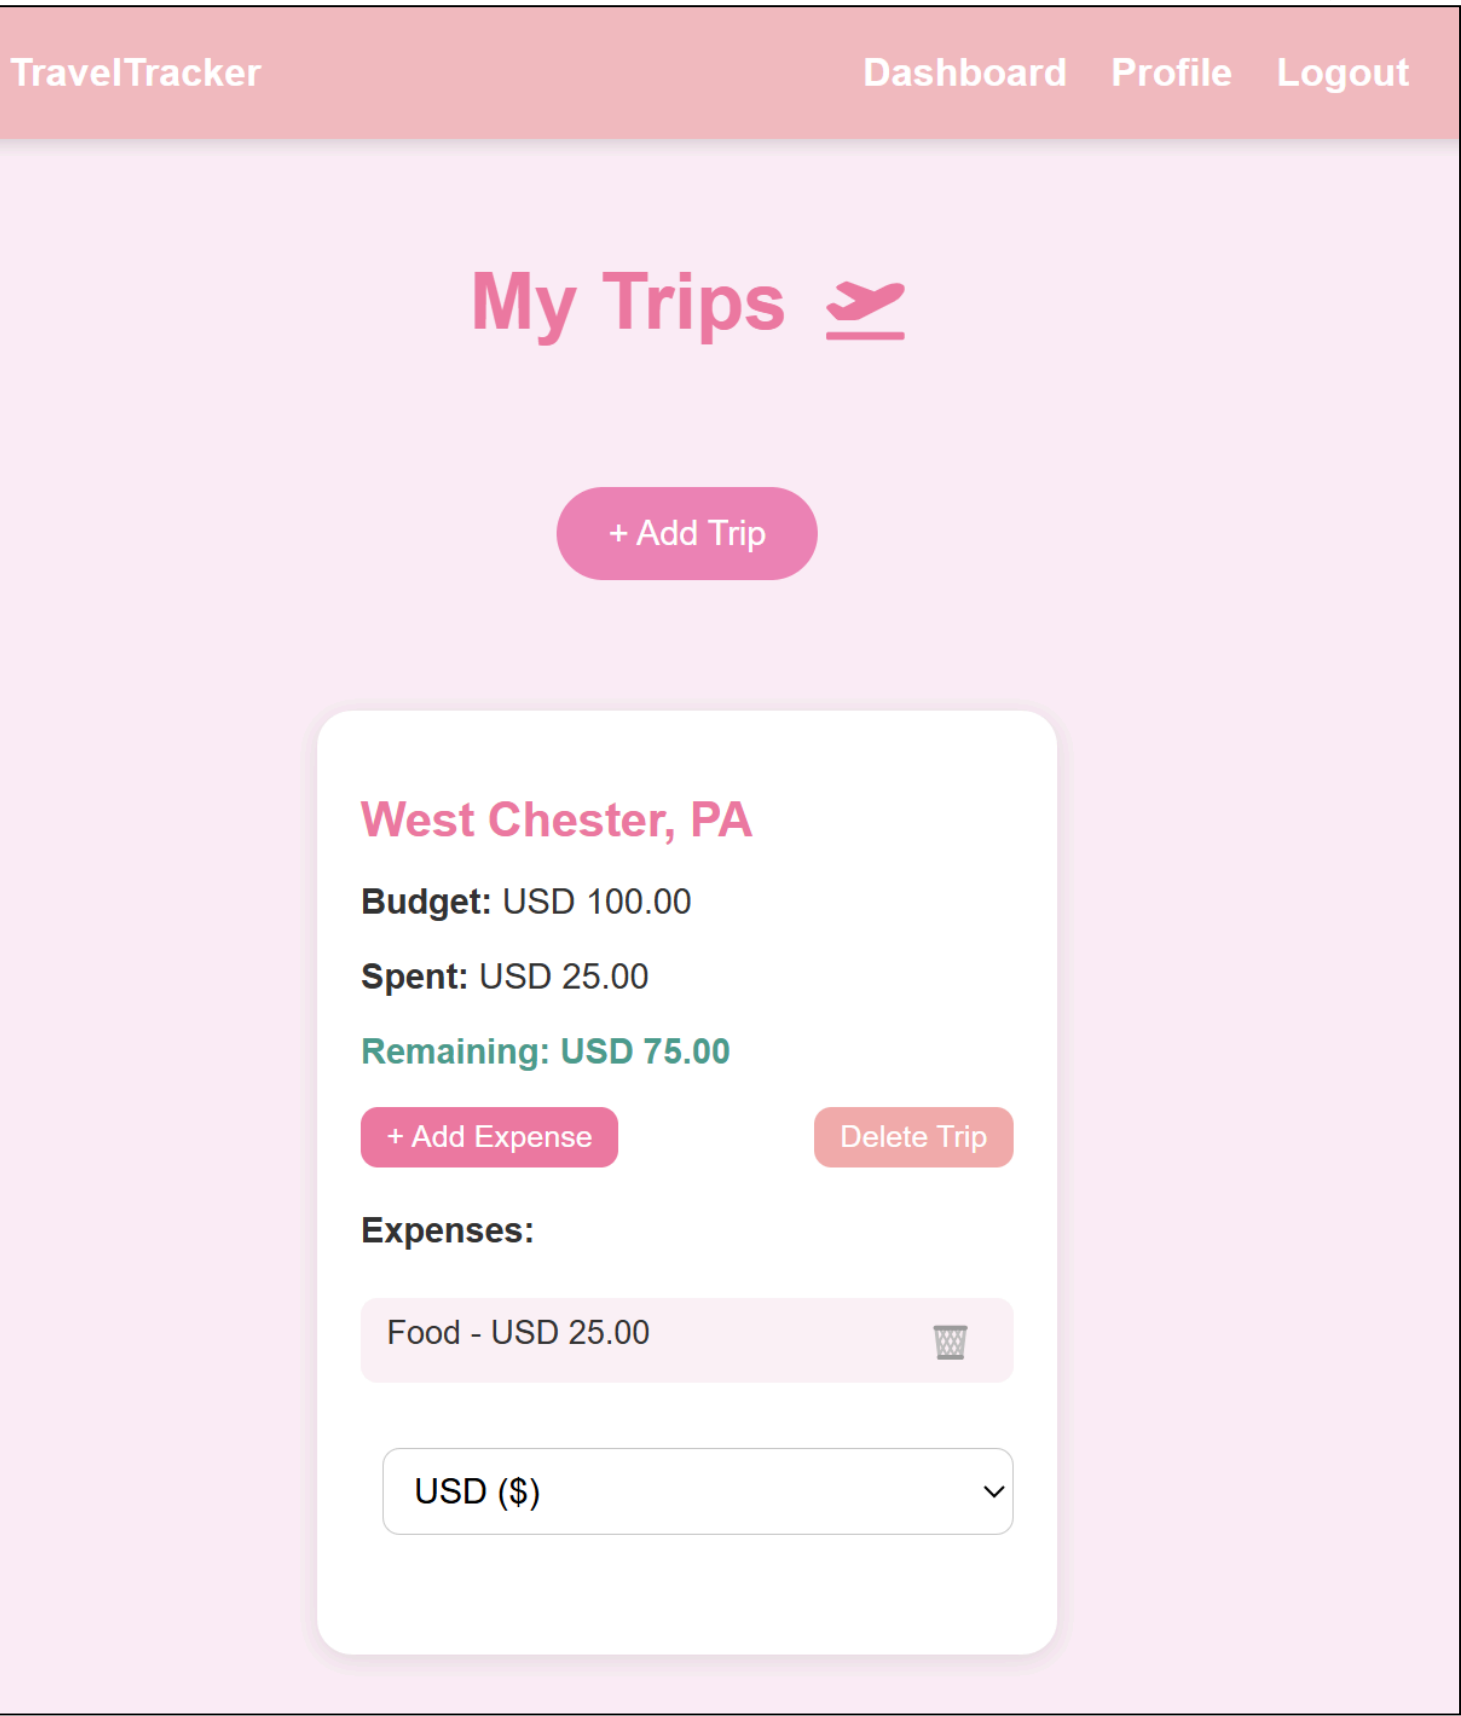 TravelTracker Dashboard Profile Logout
My Trips
+ Add Trip
West Chester, PA
Budget: USD 100.00
Spent: USD 25.00
Remaining: USD 75.00
+ Add Expense Delete Trip
Expenses:
Food - USD 25.00
USD ($)